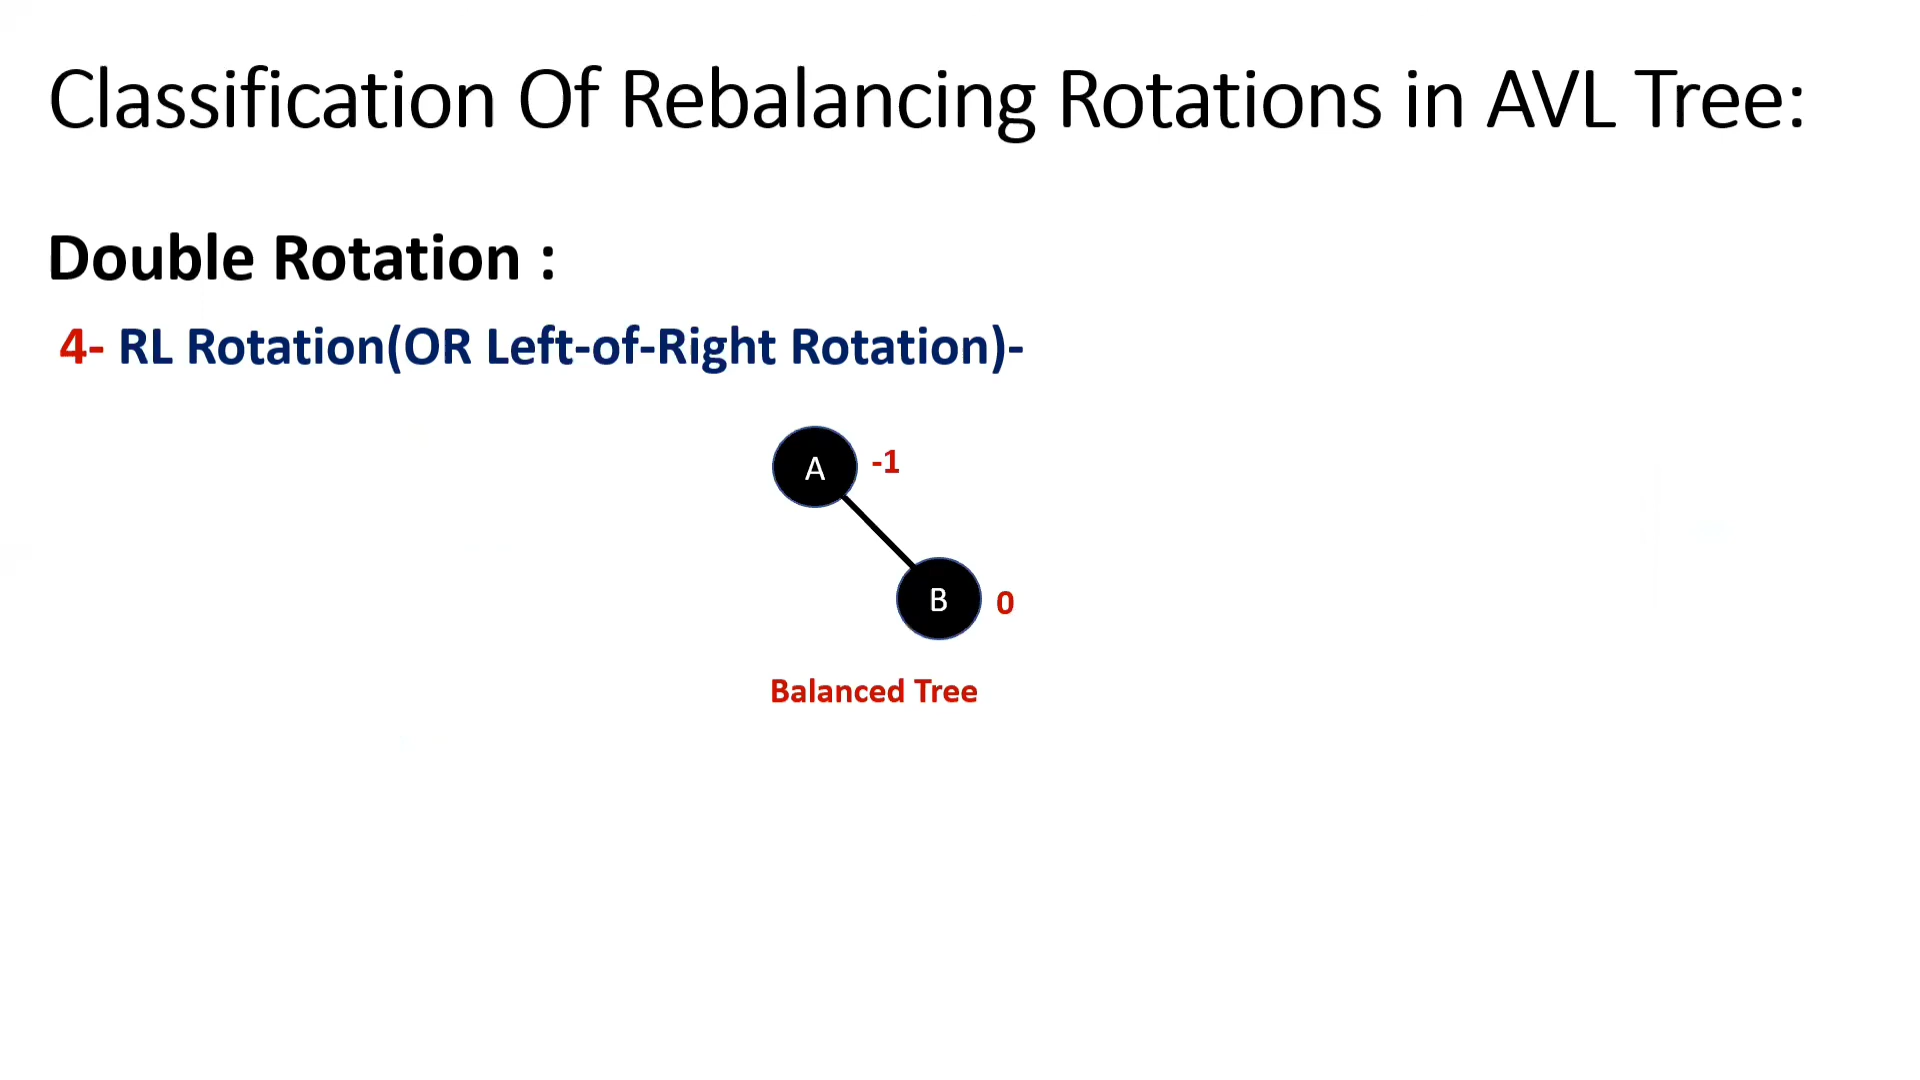 Classification Of Rebalancing Rotations in AVL Tree:
Double Rotation :
4- RL Rotation(OR Left-of-Right Rotation)-
A -1
B 0
Balanced Tree